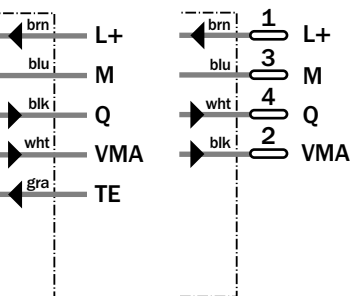 brn L+
blu M
blk Q
wht VMA
gra TE
brn 1 L+
blu 3 M
wht 4 Q
blk 2 VMA